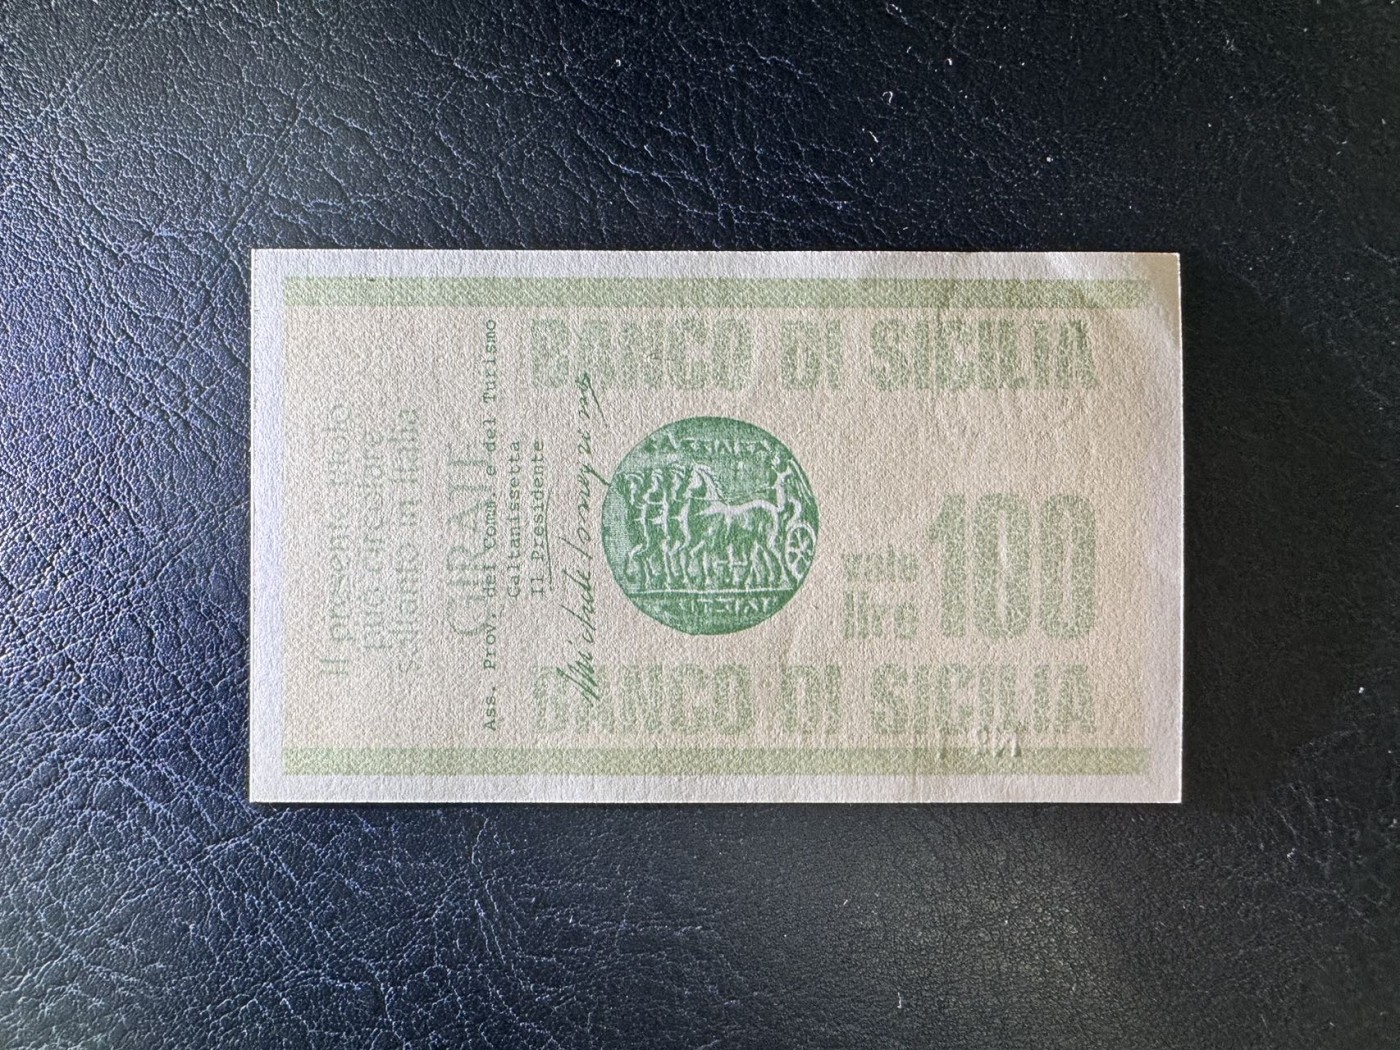 BANCO DI SICILIA
vale
lire 100
BANCO DI SICILIA
Il presente titolo
può circolare
soltanto in Italia
GIRATE
Ass. Prov. del Comm. e del Turismo
Caltanissetta
Il Presidente